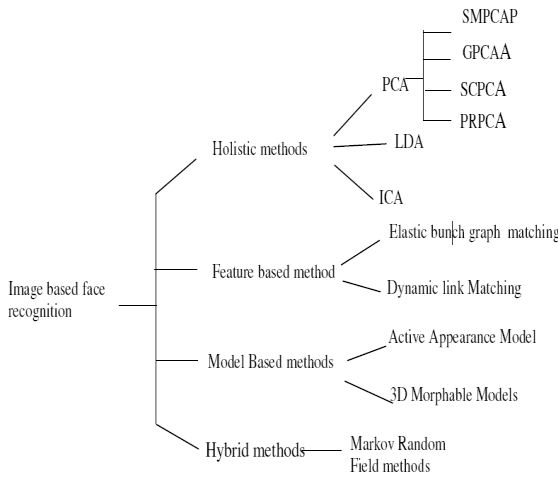 SMPCAP
GPCAA
PCA
SCPCA
PRPCA
Holistic methods
LDA
ICA
Elastic bunch graph matching
Feature based method
Dynamic link Matching
Image based face
recognition
Active Appearance Model
Model Based methods
3D Morphable Models
Hybrid methods
Markov Random
Field methods